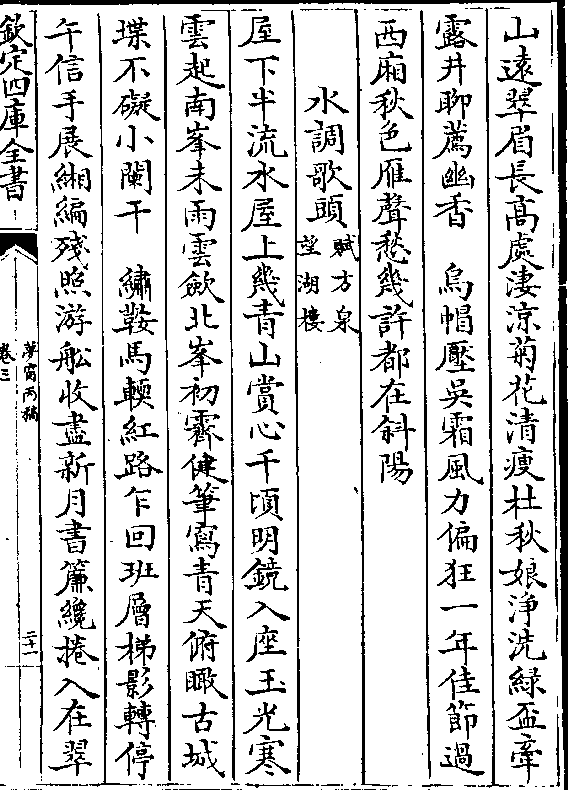 山遠翠眉長高處淒涼菊花清瘦杜秋娘淨洗緑盃牽
露井聊薦幽香　烏帽壓吳霜風力偏狂一年佳節過
西廂秋色雁聲愁幾許都在斜陽
水調歌頭賦方泉望湖樓
屋下半流水屋上幾青山賞心千頃明鏡入座玉光寒
雲起南峯未雨雲歛北峯初霽健筆寫青天俯瞰古城
堞不礙小闌干　繡鞍馬輭紅路乍回班層梯影轉停
午信手展緗編殘照游船收盡新月書簾纔捲入在翠
欽定四庫全書
夢窗丙稿
卷三
二十一